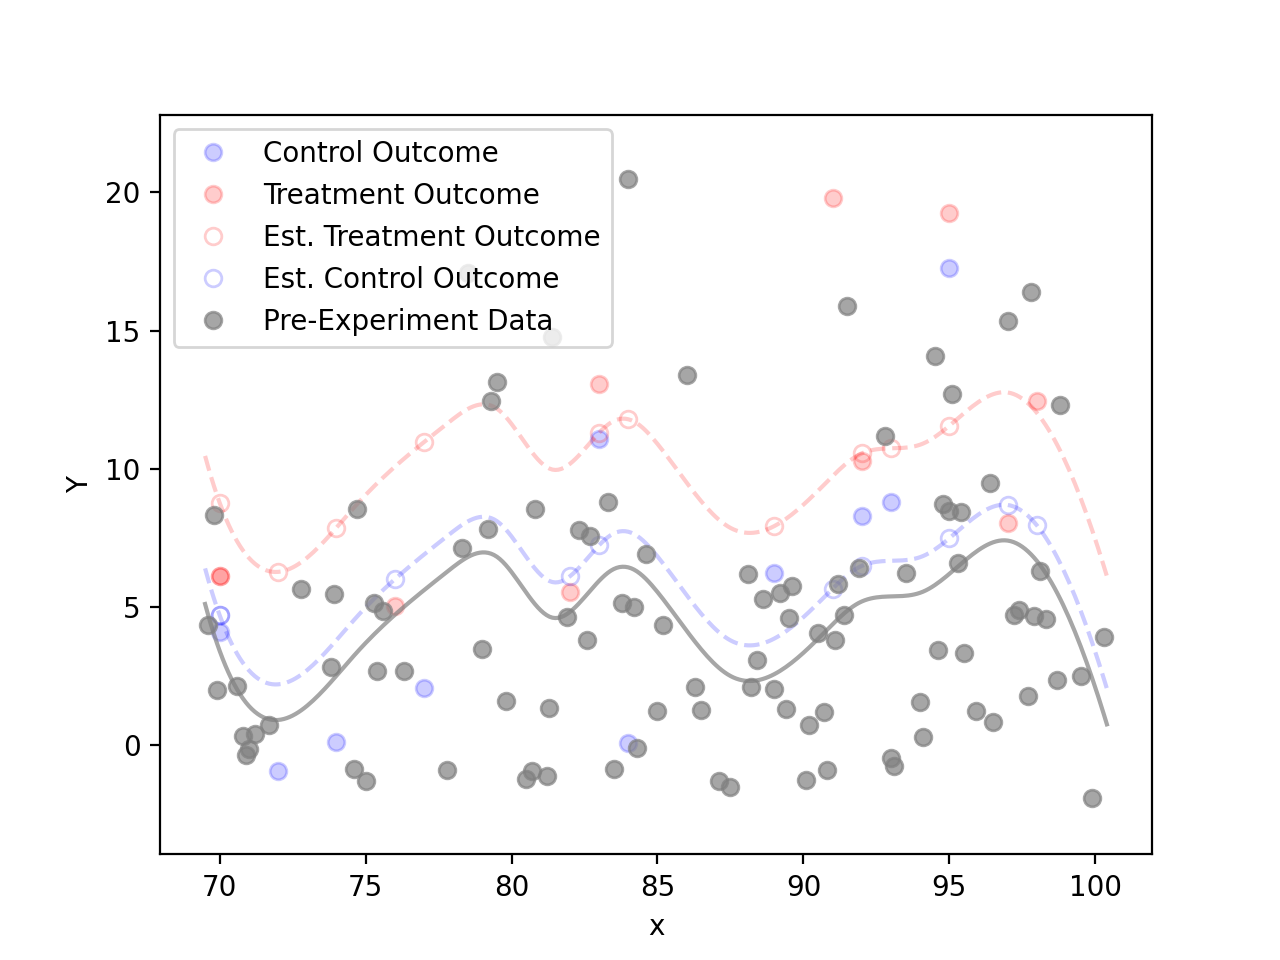 Control Outcome
Treatment Outcome
Est. Treatment Outcome
Est. Control Outcome
Pre-Experiment Data
20
15
10
5
0
Y
70 75 80 85 90 95 100
x